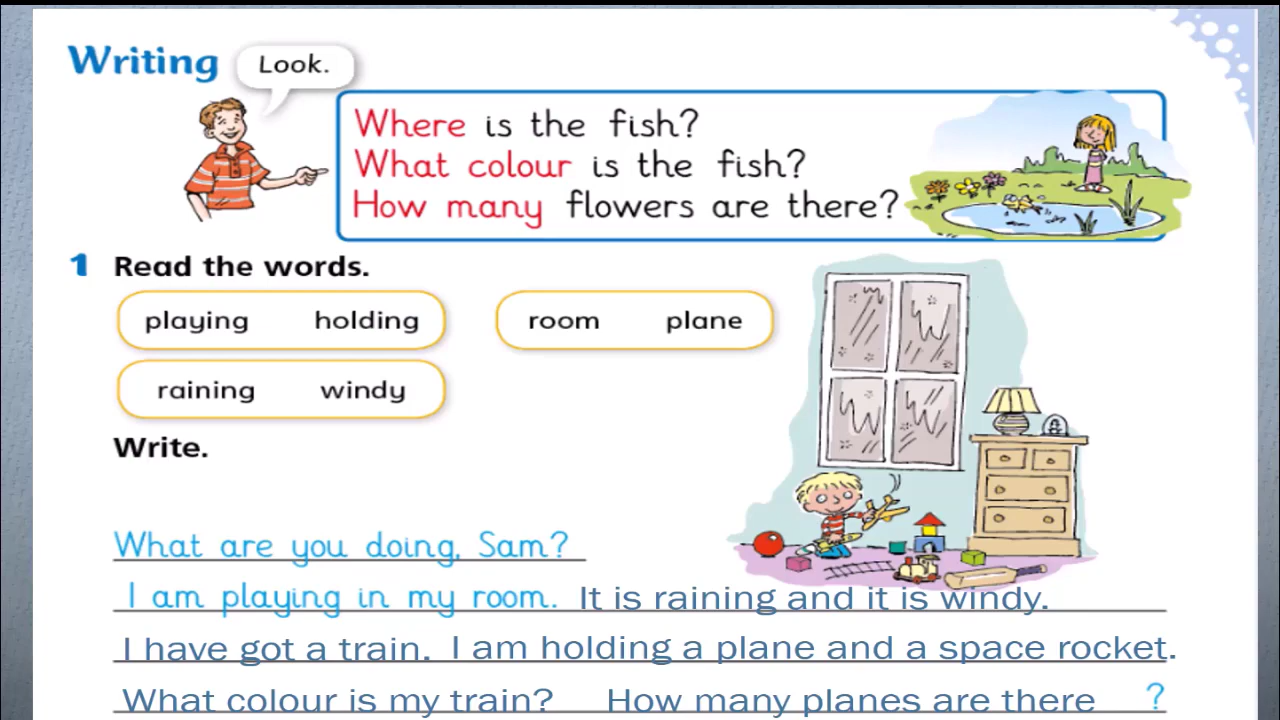 Writing
Look.
Where is the fish?
What colour is the fish?
How many flowers are there?
1 Read the words.
playing holding
room plane
raining windy
Write.
What are you doing, Sam?
I am playing in my room. It is raining and it is windy.
I have got a train. I am holding a plane and a space rocket.
What colour is my train? How many planes are there ?